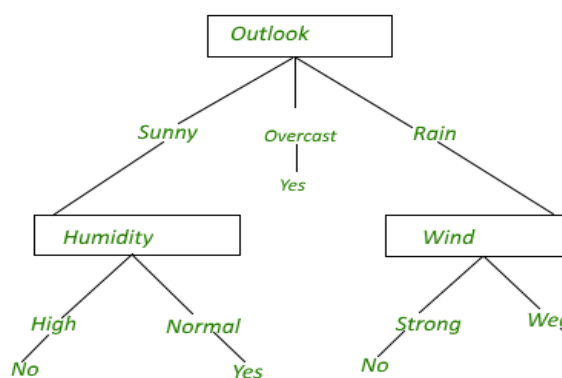 Outlook
Sunny
Overcast
Rain
Yes
Humidity
Wind
High
Normal
Strong
No
Yes
No